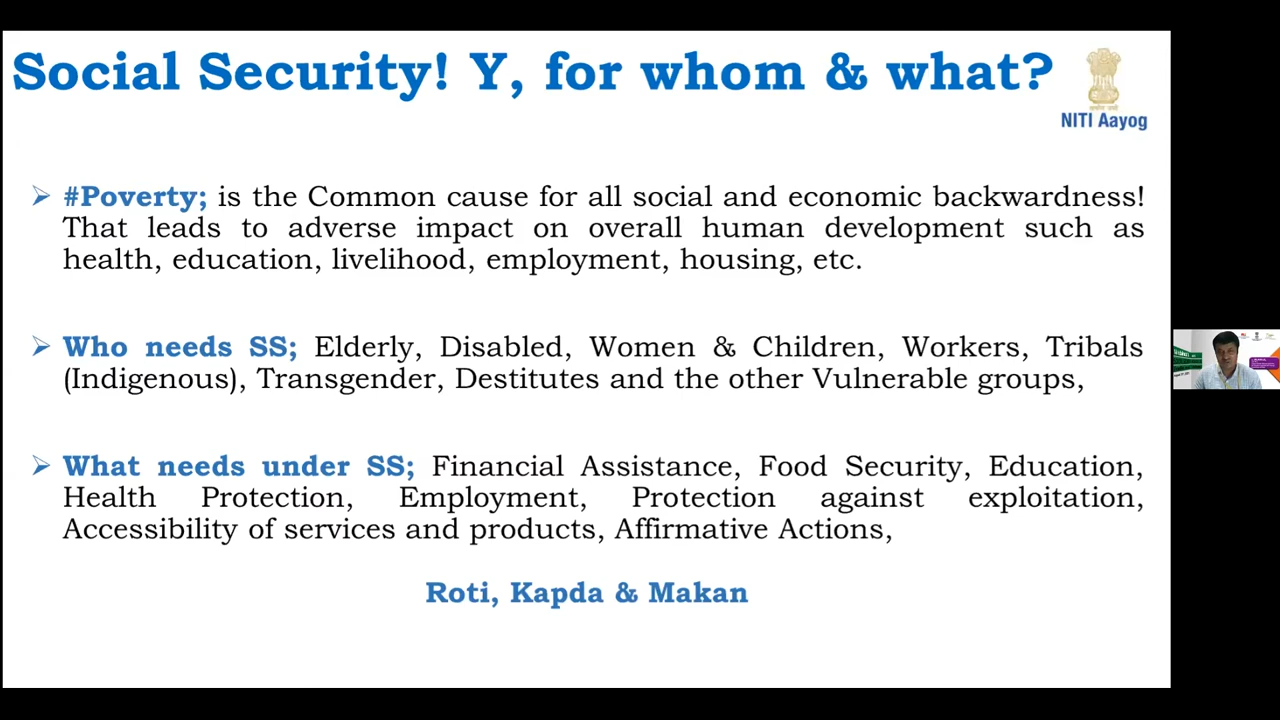 Social Security! Y, for whom & what?
NITI Aayog
#Poverty; is the Common cause for all social and economic backwardness!
That leads to adverse impact on overall human development such as
health, education, livelihood, employment, housing, etc.
Who needs SS; Elderly, Disabled, Women & Children, Workers, Tribals
(Indigenous), Transgender, Destitutes and the other Vulnerable groups,
What needs under SS; Financial Assistance, Food Security, Education,
Health Protection, Employment, Protection against exploitation,
Accessibility of services and products, Affirmative Actions,
Roti, Kapda & Makan